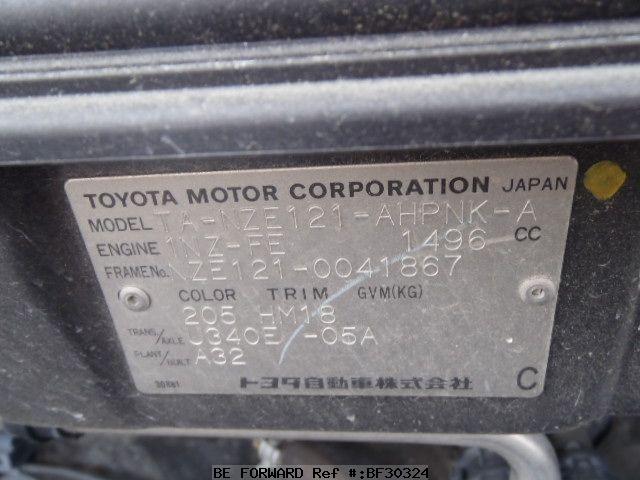 TOYOTA MOTOR CORPORATION JAPAN
MODEL TA-NZE121-AHPNK-A
ENGINE 1NZ-FE 1496 CC
FRAME No. NZE121-0041867
COLOR TRIM GVM(KG)
205 HM18
TRANS./AXLE U340E -05A
PLANT/BUILT A32
トヨタ自動車株式会社 C
BE FORWARD Ref #:BF30324